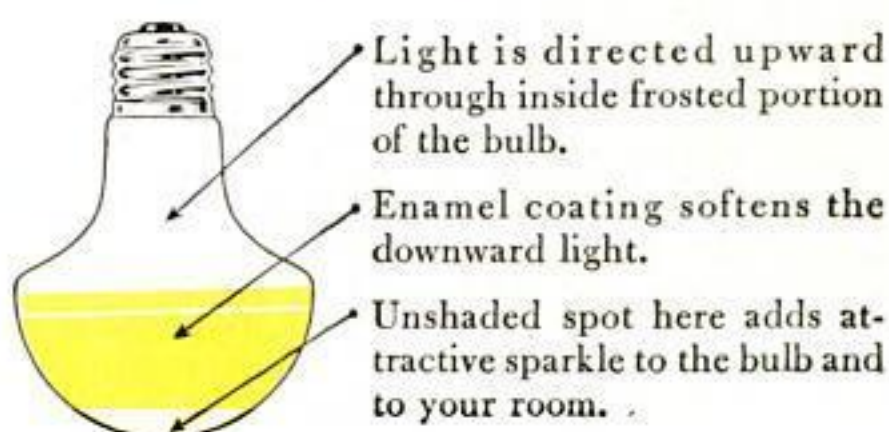 Light is directed upward
through inside frosted portion
of the bulb.
Enamel coating softens the
downward light.
Unshaded spot here adds at-
tractive sparkle to the bulb and
to your room.